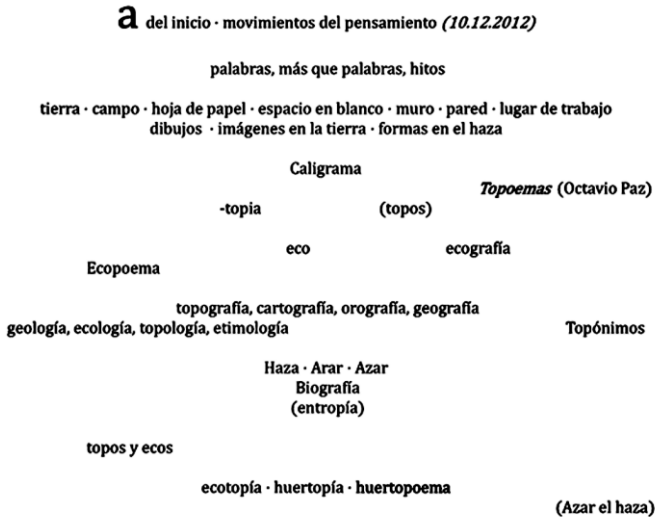 a del inicio · movimientos del pensamiento (10.12.2012)
palabras, más que palabras, hitos
tierra · campo · hoja de papel · espacio en blanco · muro · pared · lugar de trabajo
dibujos · imágenes en la tierra · formas en el haza
Caligrama
Topoemas (Octavio Paz)
-topia (topos)
eco ecografía
Ecopoema
topografía, cartografía, orografía, geografía
geología, ecología, topología, etimología Topónimos
Haza · Arar · Azar
Biografía
(entropía)
topos y ecos
ecotopía · huertopía · huertopoema
(Azar el haza)